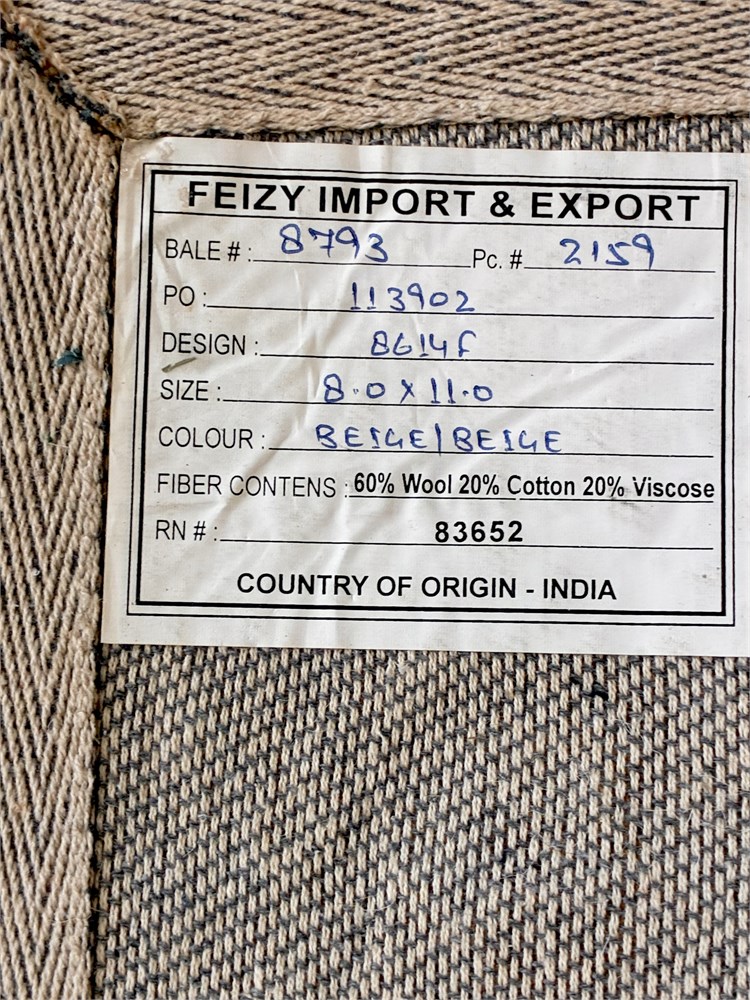 FEIZY IMPORT & EXPORT
BALE # : 8793 Pc. # 2159
PO : 113902
DESIGN : 8614F
SIZE : 8.0 X 11.0
COLOUR : BEIGE/BEIGE
FIBER CONTENS : 60% Wool 20% Cotton 20% Viscose
RN # : 83652
COUNTRY OF ORIGIN - INDIA